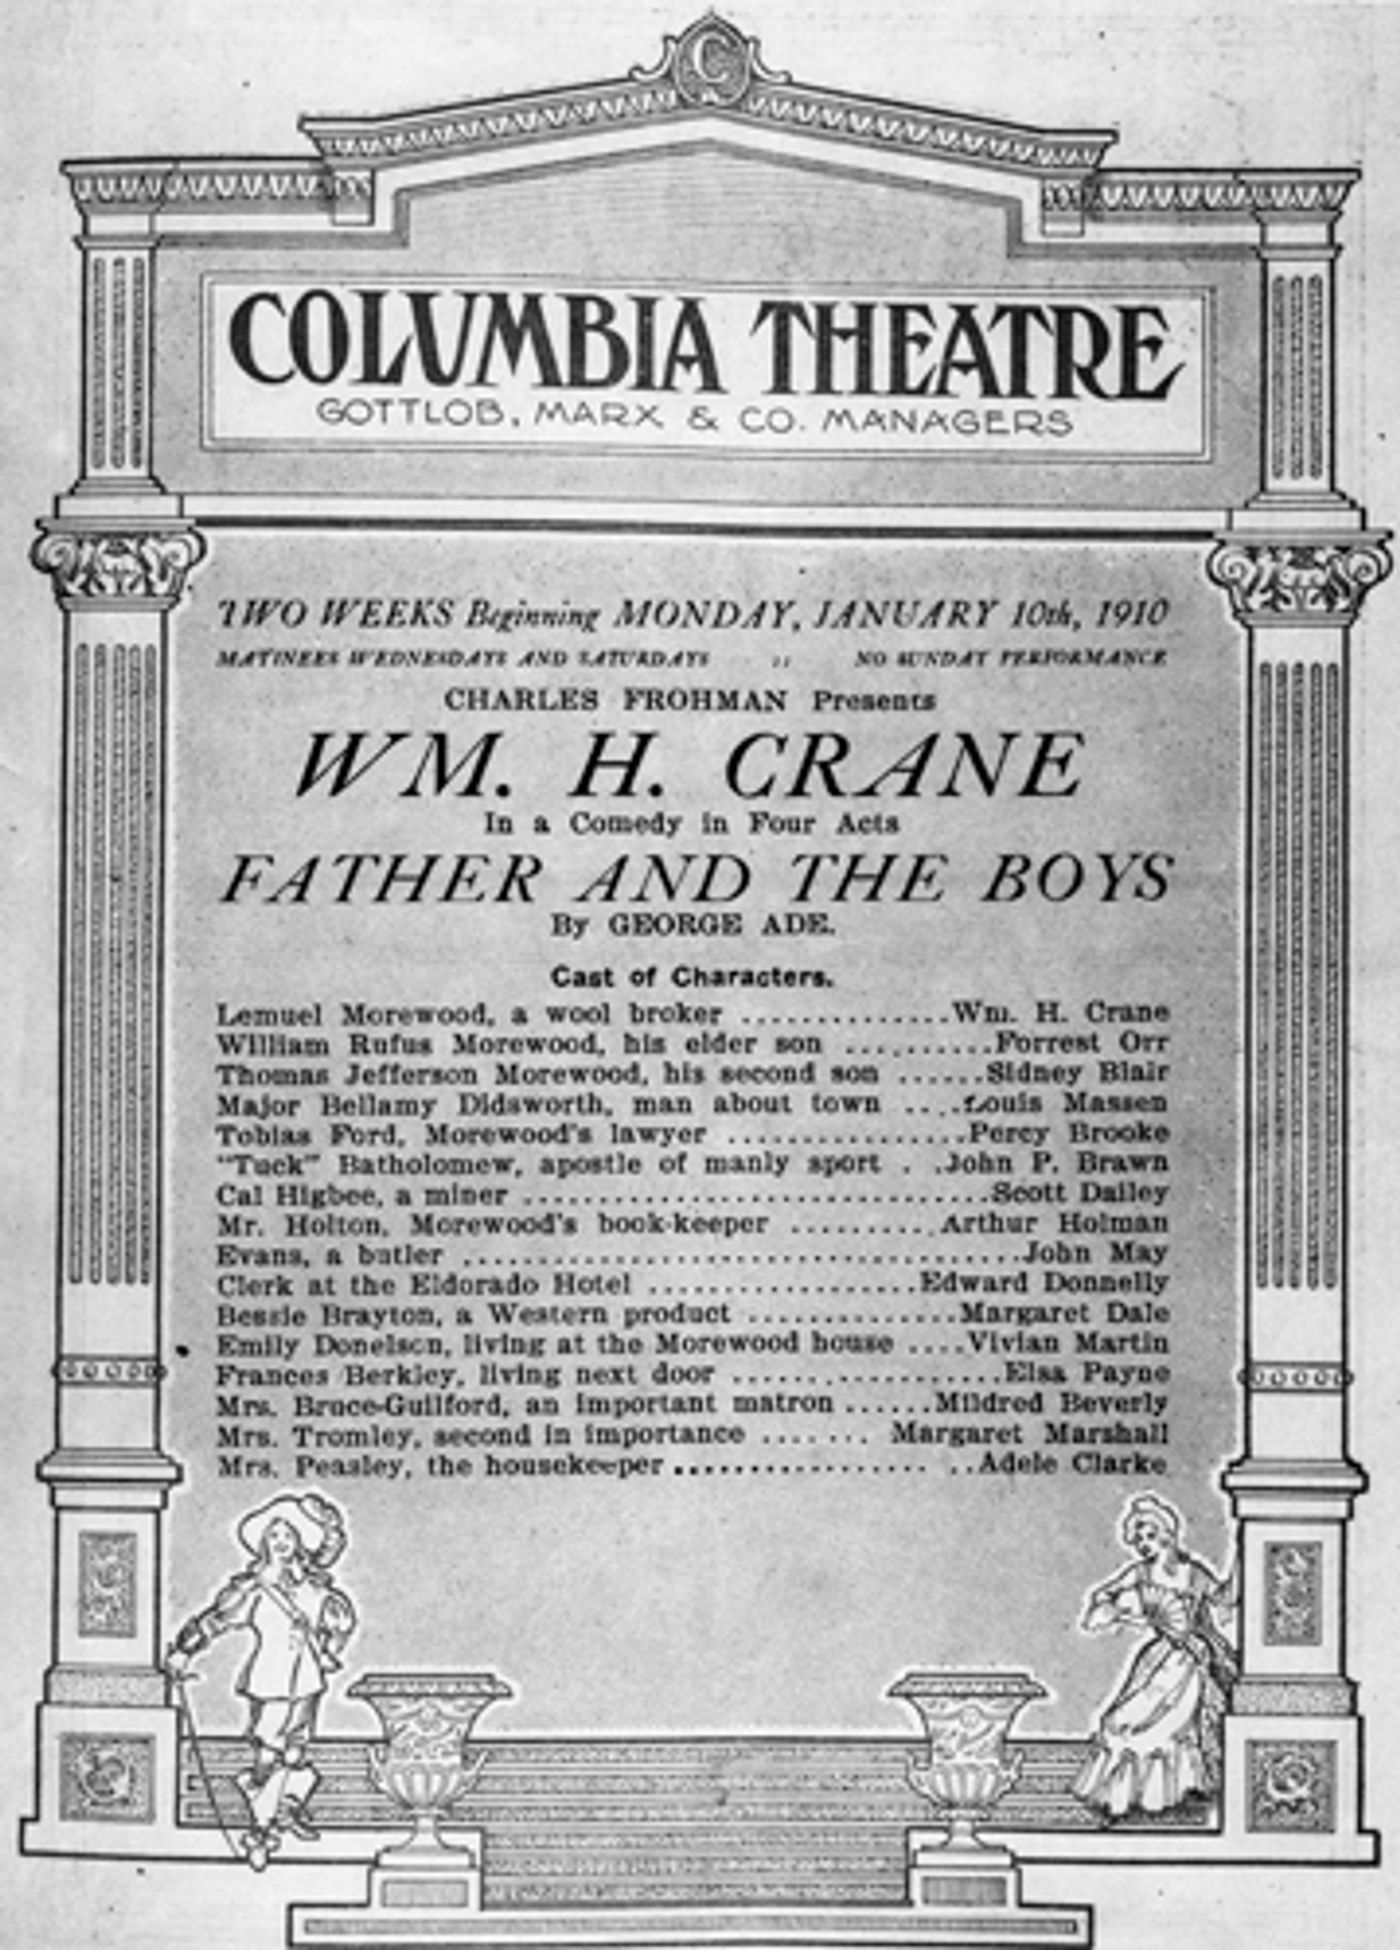 C
COLUMBIA THEATRE
GOTTLOB, MARX & CO. MANAGERS
TWO WEEKS Beginning MONDAY, JANUARY 10th, 1910
MATINEES WEDNESDAYS AND SATURDAYS :: NO SUNDAY PERFORMANCE
CHARLES FROHMAN Presents
WM. H. CRANE
In a Comedy in Four Acts
FATHER AND THE BOYS
By GEORGE ADE.
Cast of Characters.
Lemuel Morewood, a wool broker ..............Wm. H. Crane
William Rufus Morewood, his elder son ..........Forrest Orr
Thomas Jefferson Morewood, his second son ......Sidney Blair
Major Bellamy Didsworth, man about town ....Louis Massen
Tobias Ford, Morewood's lawyer ................Percy Brooke
"Tuck" Batholomew, apostle of manly sport . .John P. Brawn
Cal Higbee, a miner ...............................Scott Dailey
Mr. Holton, Morewood's book-keeper ..........Arthur Holman
Evans, a butler .....................................John May
Clerk at the Eldorado Hotel ..................Edward Donnelly
Bessie Brayton, a Western product ..............Margaret Dale
Emily Donelson, living at the Morewood house ....Vivian Martin
Frances Berkley, living next door ..................Elsa Payne
Mrs. Bruce-Guilford, an important matron ......Mildred Beverly
Mrs. Tromley, second in importance ....... Margaret Marshall
Mrs. Peasley, the housekeeper................. ..Adele Clarke